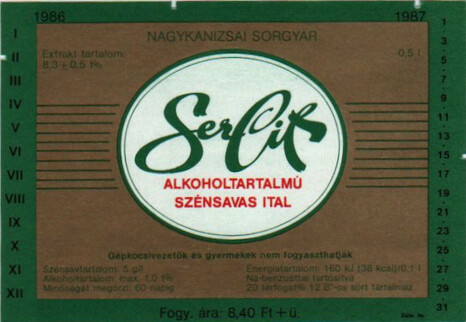 1986 1987
NAGYKANIZSAI SÖRGYÁR
Extrakt tartalom:
8,3 ± 0,5 t%
0,5 l
SerCit
ALKOHOLTARTALMÚ
SZÉNSAVAS ITAL
Gépkocsivezetők és gyermekek nem fogyaszthatják
Szénsavtartalom: 5 g/l
Alkoholtartalom: max. 1,0 t%
Minőségét megőrzi: 60 napig
Energiatartalom: 160 kJ (38 kcal)/0,1 l
Na-benzoáttal tartósítva
20 térfogat% 12 B°-os sört tartalmaz
Fogy. ára: 8,40 Ft + ü.
I
II
III
IV
V
VI
VII
VIII
IX
X
XI
XII
1
3
5
7
9
11
13
15
17
19
21
23
25
27
29
31